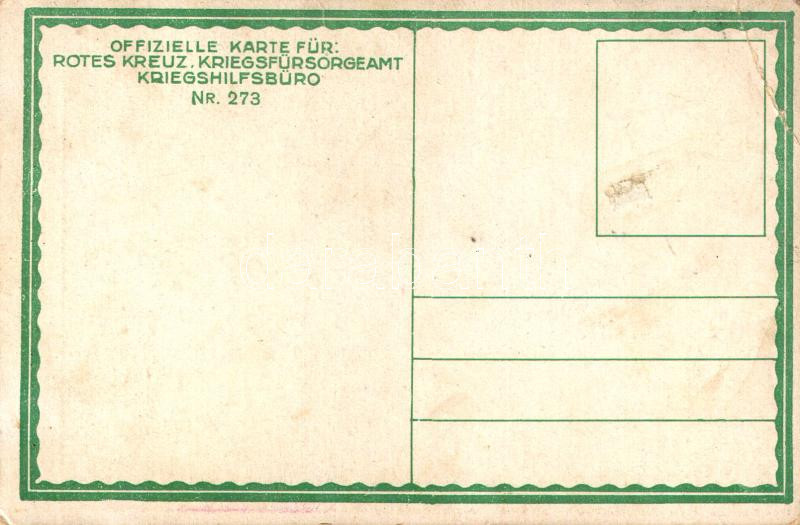 OFFIZIELLE KARTE FÜR:
ROTES KREUZ, KRIEGSFÜRSORGEAMT
KRIEGSHILFSBÜRO
NR. 273